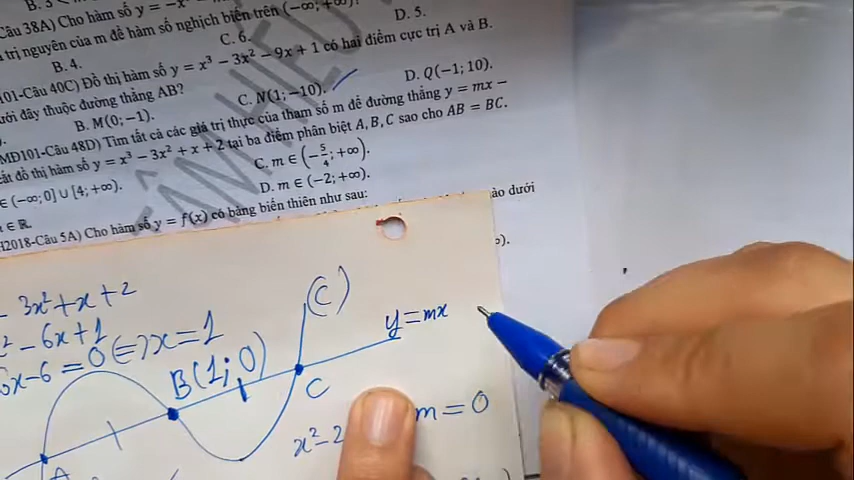 B. 3 <
Câu 38A) Cho hàm số y = −x
trị nguyên của m để hàm số nghịch biến trên (−∞; +∞)
B. 4.
C. 6.
D. 5.
101-Câu 40C) Đồ thị hàm số y = x³ − 3x² − 9x + 1 có hai điểm cực trị A và B.
dưới đây thuộc đường thẳng AB?
B. M(0; −1).
C. N(1; −10).
D. Q(−1; 10).
MD101-Câu 48D) Tìm tất cả các giá trị thực của tham số m để đường thẳng y = mx −
cắt đồ thị hàm số y = x³ − 3x² + x + 2 tại ba điểm phân biệt A, B, C sao cho AB = BC.
∈ (−∞; 0] ∪ [4; +∞).
C. m ∈ (−5/4; +∞).
∈ ℝ.
D. m ∈ (−2; +∞).
H2018-Câu 5A) Cho hàm số y = f(x) có bảng biến thiên như sau:
nào dưới
).
− 3x² + x + 2
− 6x + 1
6x − 6 = 0 ⇔ x = 1
(C)
y = mx
B(1; 0)
C
x² − 2
m = 0
A